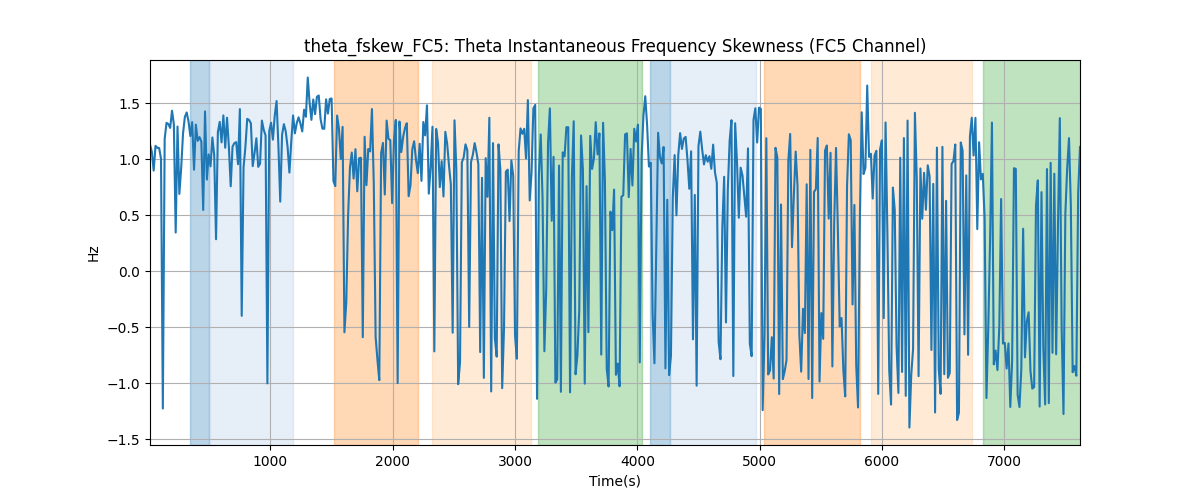 theta_fskew_FC5: Theta Instantaneous Frequency Skewness (FC5 Channel)
1.5
1.0
0.5
0.0
−0.5
−1.0
−1.5
Hz
1000 2000 3000 4000 5000 6000 7000
Time(s)